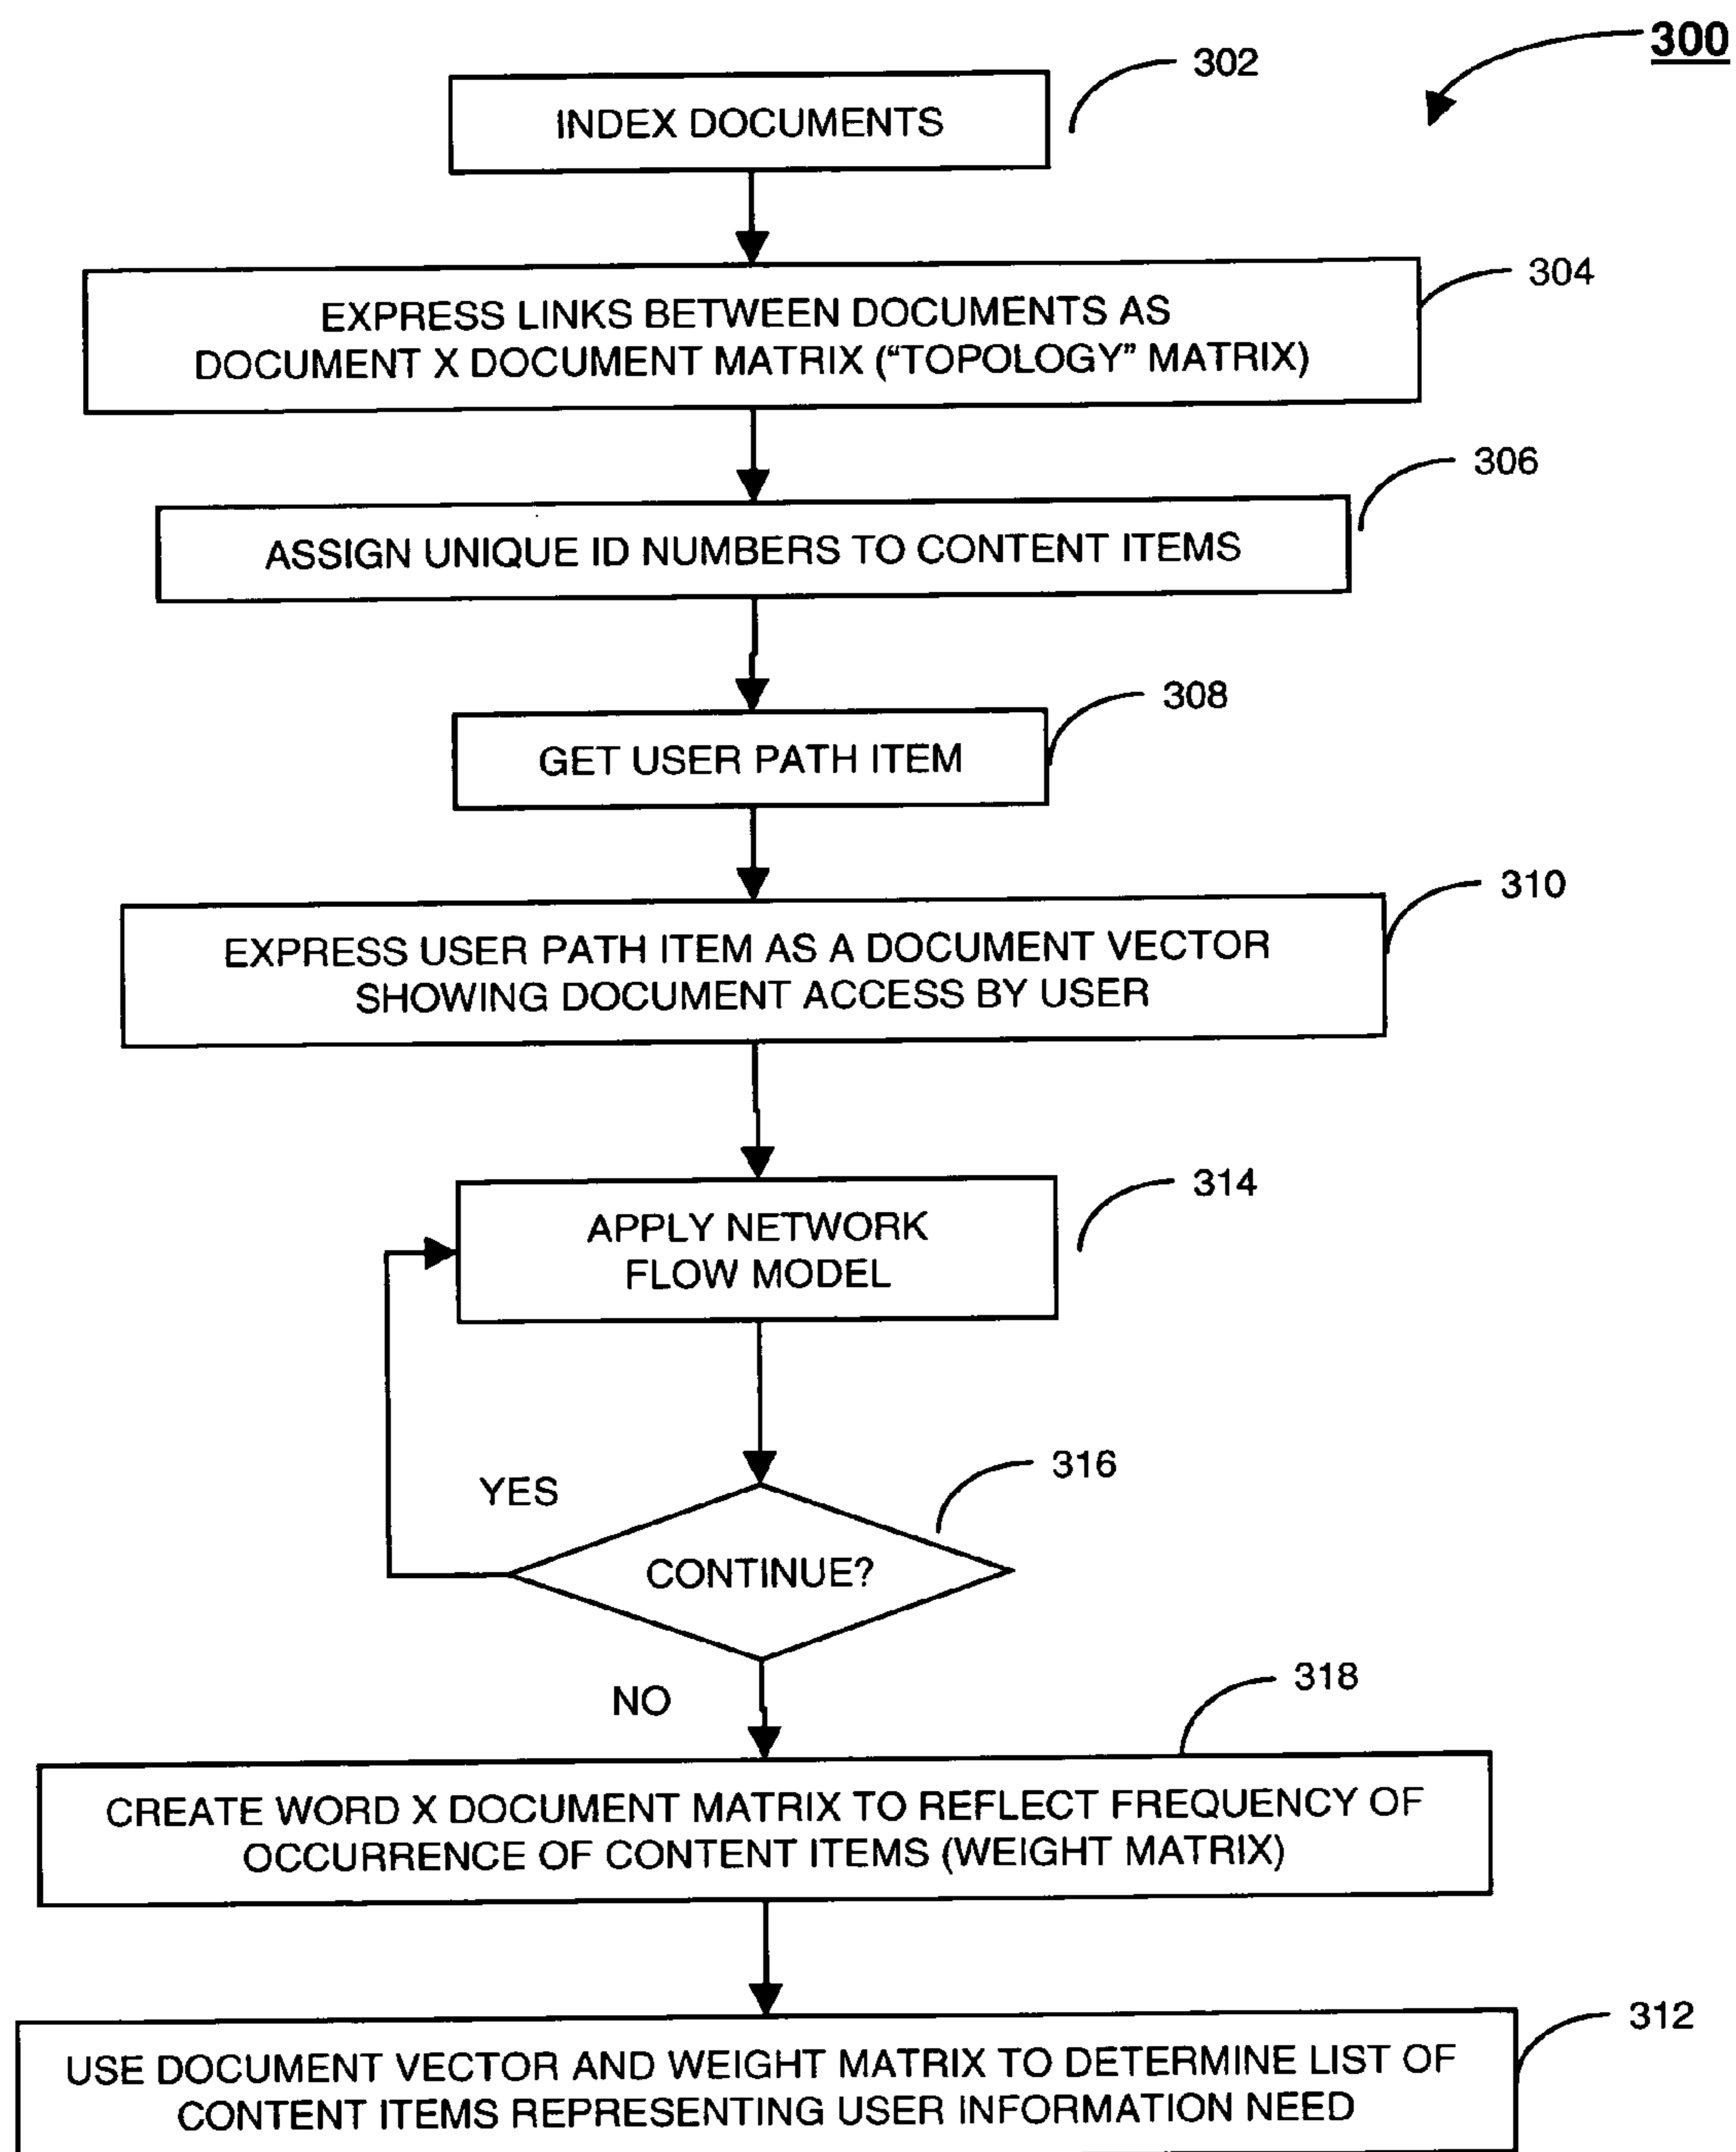 300
302
INDEX DOCUMENTS
304
EXPRESS LINKS BETWEEN DOCUMENTS AS
DOCUMENT X DOCUMENT MATRIX (“TOPOLOGY” MATRIX)
306
ASSIGN UNIQUE ID NUMBERS TO CONTENT ITEMS
308
GET USER PATH ITEM
310
EXPRESS USER PATH ITEM AS A DOCUMENT VECTOR
SHOWING DOCUMENT ACCESS BY USER
314
APPLY NETWORK
FLOW MODEL
316
YES
CONTINUE?
NO
318
CREATE WORD X DOCUMENT MATRIX TO REFLECT FREQUENCY OF
OCCURRENCE OF CONTENT ITEMS (WEIGHT MATRIX)
312
USE DOCUMENT VECTOR AND WEIGHT MATRIX TO DETERMINE LIST OF
CONTENT ITEMS REPRESENTING USER INFORMATION NEED